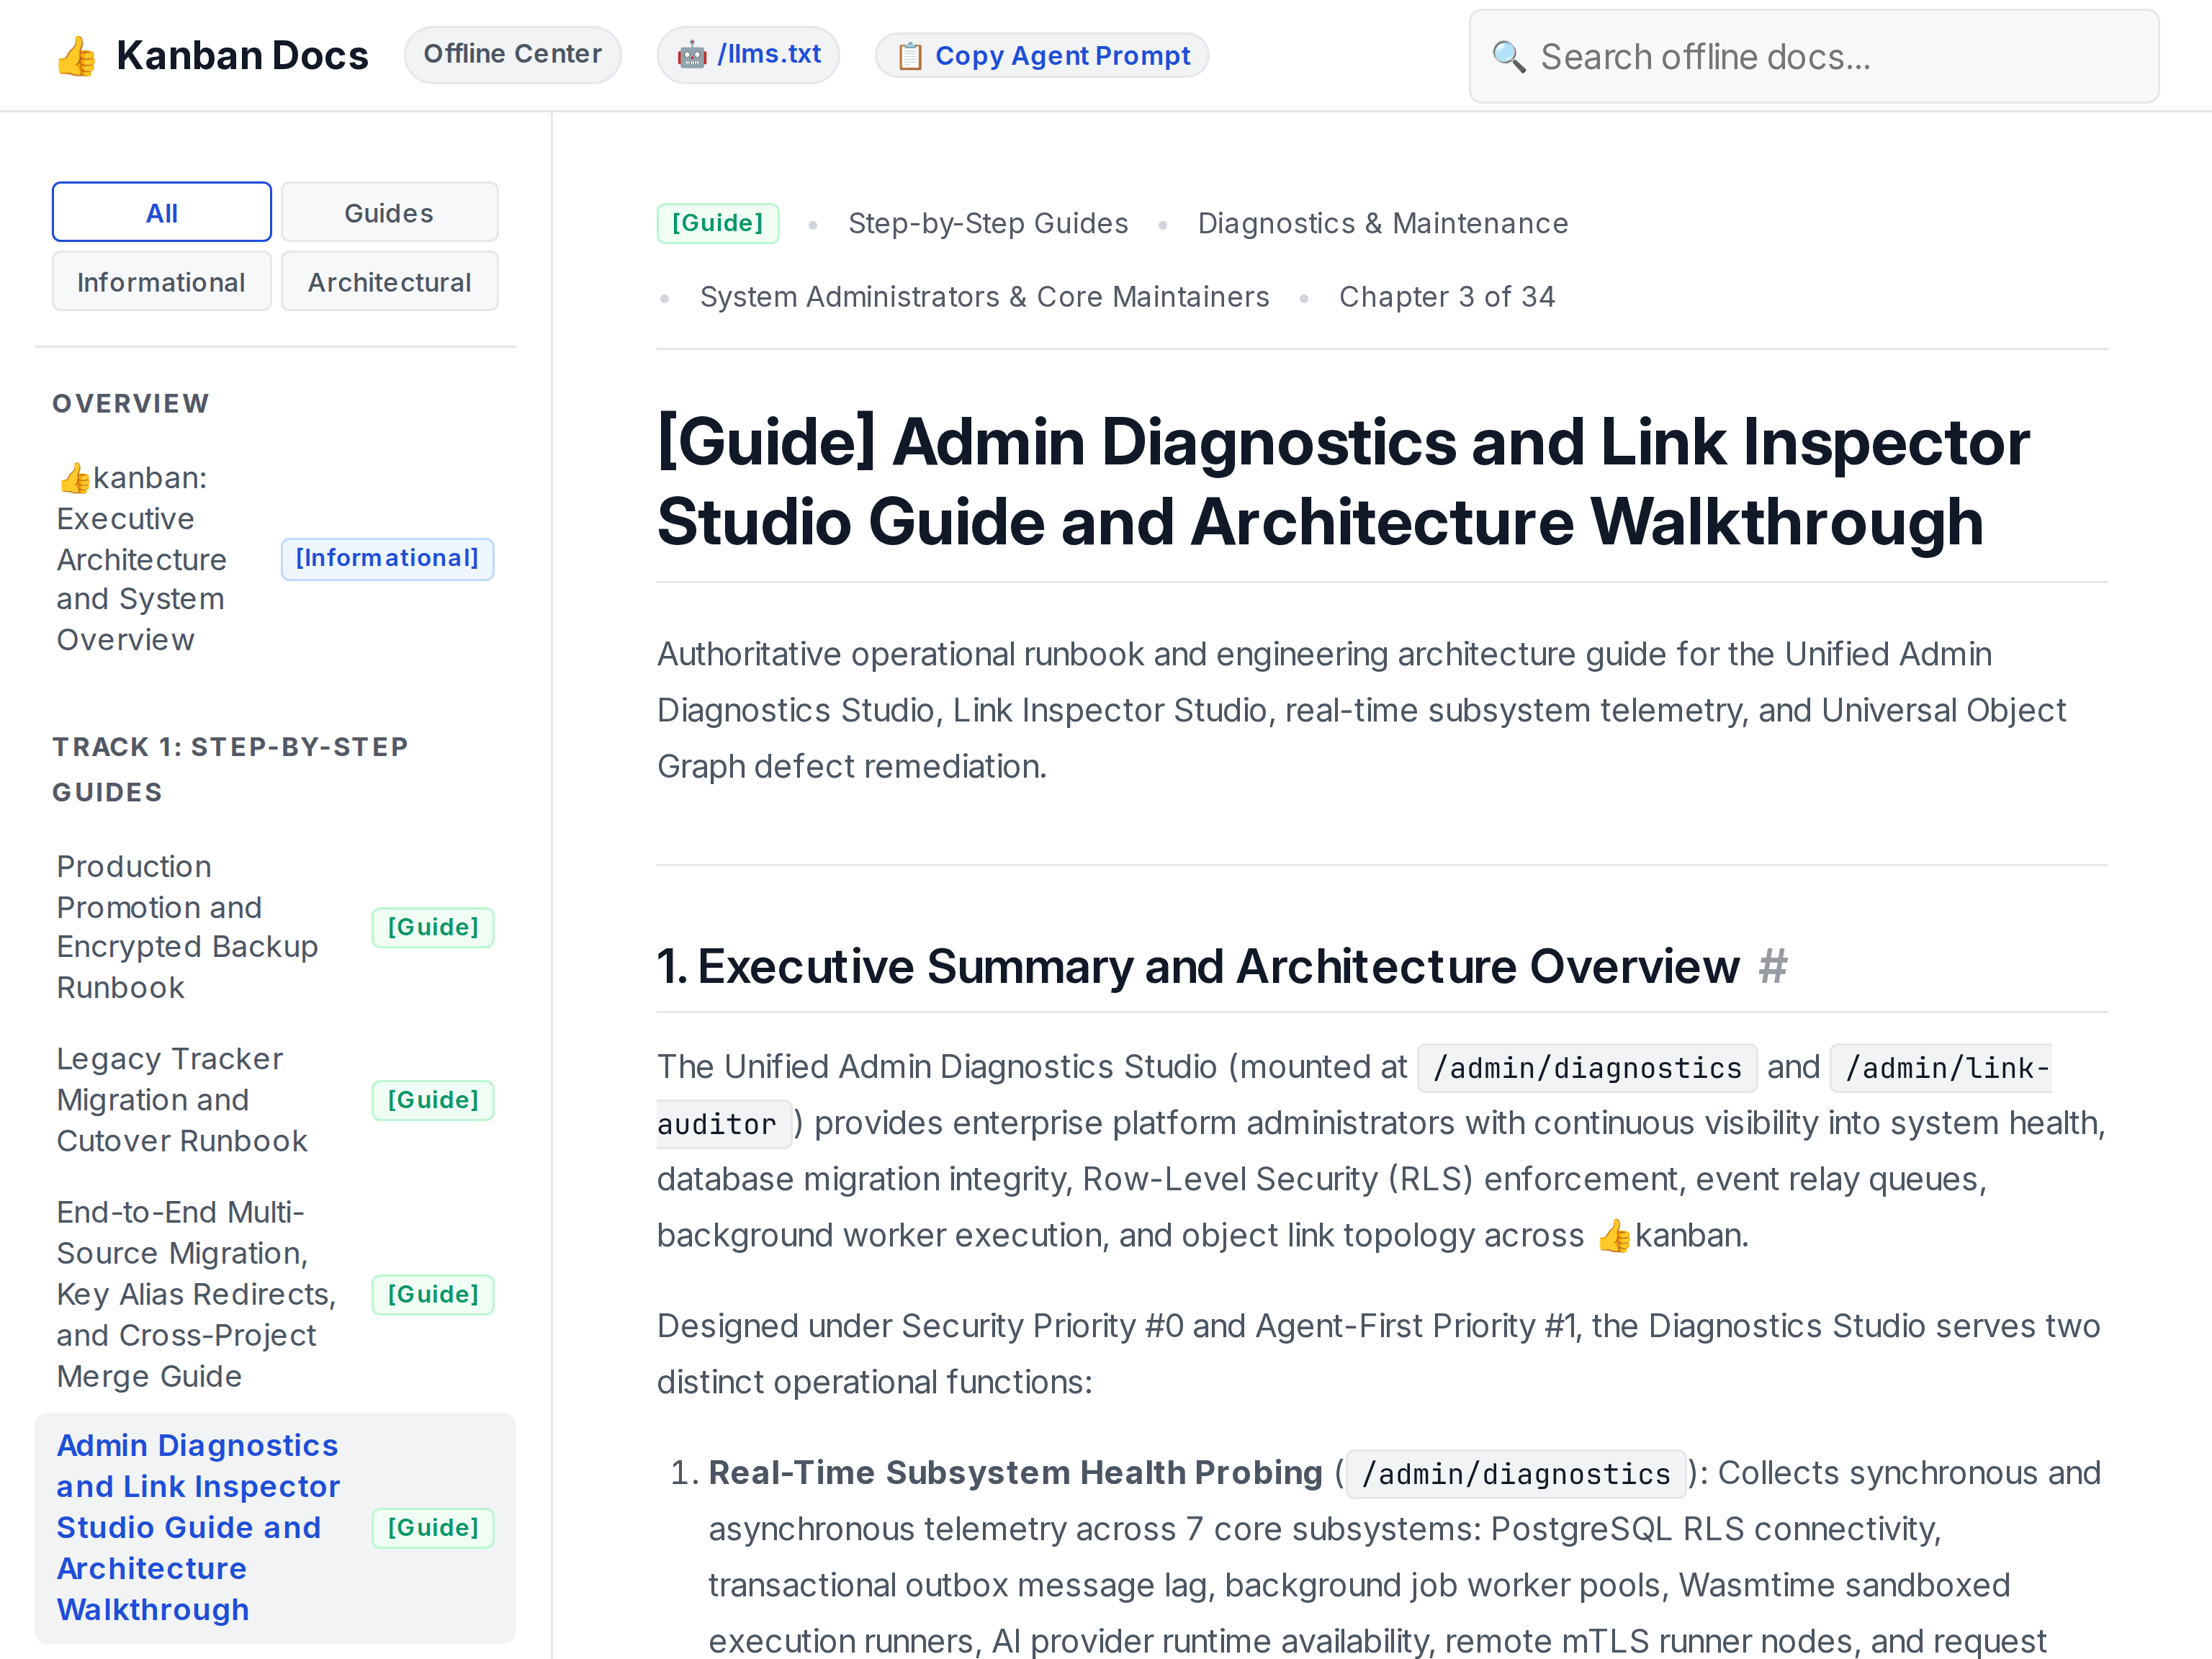 👍 Kanban Docs
Offline Center
🤖 /llms.txt
📋 Copy Agent Prompt
🔍 Search offline docs...
All
Guides
Informational
Architectural
OVERVIEW
👍kanban:
Executive
Architecture
and System
Overview
[Informational]
TRACK 1: STEP-BY-STEP
GUIDES
Production
Promotion and
Encrypted Backup
Runbook
[Guide]
Legacy Tracker
Migration and
Cutover Runbook
[Guide]
End-to-End Multi-
Source Migration,
Key Alias Redirects,
and Cross-Project
Merge Guide
[Guide]
Admin Diagnostics
and Link Inspector
Studio Guide and
Architecture
Walkthrough
[Guide]
[Guide] • Step-by-Step Guides • Diagnostics & Maintenance
• System Administrators & Core Maintainers • Chapter 3 of 34
[Guide] Admin Diagnostics and Link Inspector
Studio Guide and Architecture Walkthrough
Authoritative operational runbook and engineering architecture guide for the Unified Admin
Diagnostics Studio, Link Inspector Studio, real-time subsystem telemetry, and Universal Object
Graph defect remediation.
1. Executive Summary and Architecture Overview #
The Unified Admin Diagnostics Studio (mounted at /admin/diagnostics and /admin/link-
auditor) provides enterprise platform administrators with continuous visibility into system health,
database migration integrity, Row-Level Security (RLS) enforcement, event relay queues,
background worker execution, and object link topology across 👍kanban.
Designed under Security Priority #0 and Agent-First Priority #1, the Diagnostics Studio serves two
distinct operational functions:
1. Real-Time Subsystem Health Probing (/admin/diagnostics): Collects synchronous and
asynchronous telemetry across 7 core subsystems: PostgreSQL RLS connectivity,
transactional outbox message lag, background job worker pools, Wasmtime sandboxed
execution runners, AI provider runtime availability, remote mTLS runner nodes, and request